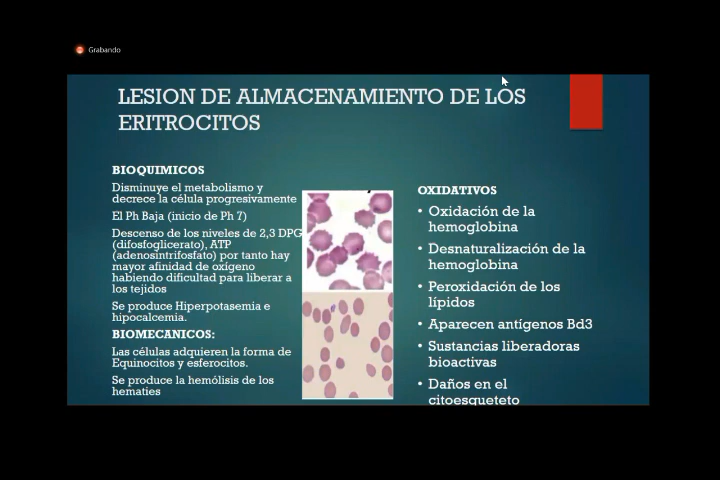 Grabando
LESION DE ALMACENAMIENTO DE LOS
ERITROCITOS
BIOQUIMICOS
Disminuye el metabolismo y
decrece la célula progresivamente
El Ph Baja (inicio de Ph 7)
Descenso de los niveles de 2,3 DPG
(difosfoglicerato), ATP
(adenosintrifosfato) por tanto hay
mayor afinidad de oxígeno
habiendo dificultad para liberar a
los tejidos
Se produce Hiperpotasemia e
hipocalcemia.
BIOMECANICOS:
Las células adquieren la forma de
Equinocitos y esferocitos.
Se produce la hemólisis de los
hematies
OXIDATIVOS
• Oxidación de la
hemoglobina
• Desnaturalización de la
hemoglobina
• Peroxidación de los
lípidos
• Aparecen antígenos Bd3
• Sustancias liberadoras
bioactivas
• Daños en el
citoesqueteto